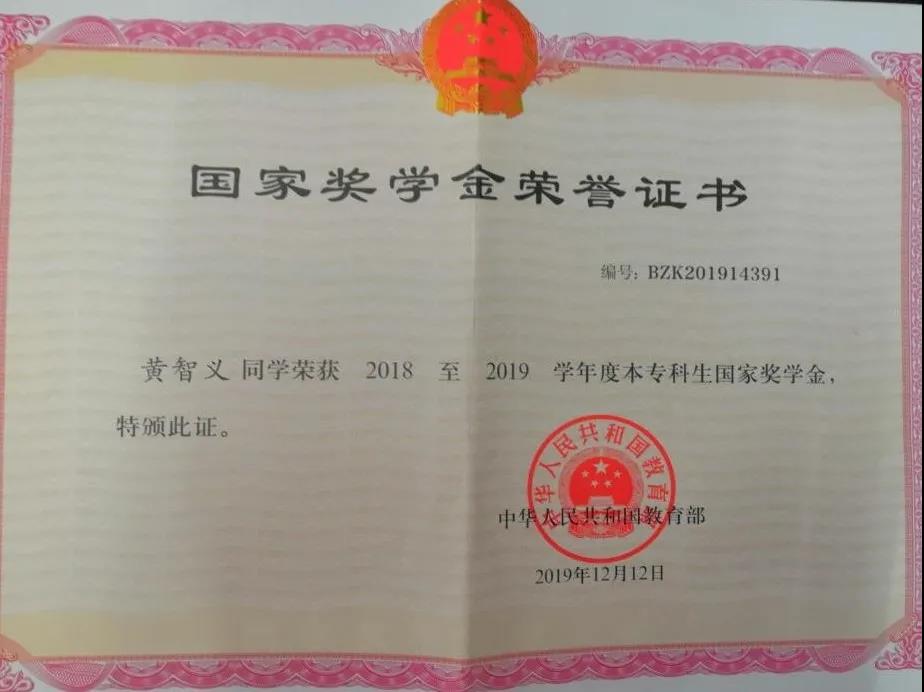 国家奖学金荣誉证书
编号: BZK201914391
黄智义 同学荣获 2018 至 2019 学年度本专科生国家奖学金,
特颁此证。
中华人民共和国教育部
中华人民共和国教育部
2019年12月12日